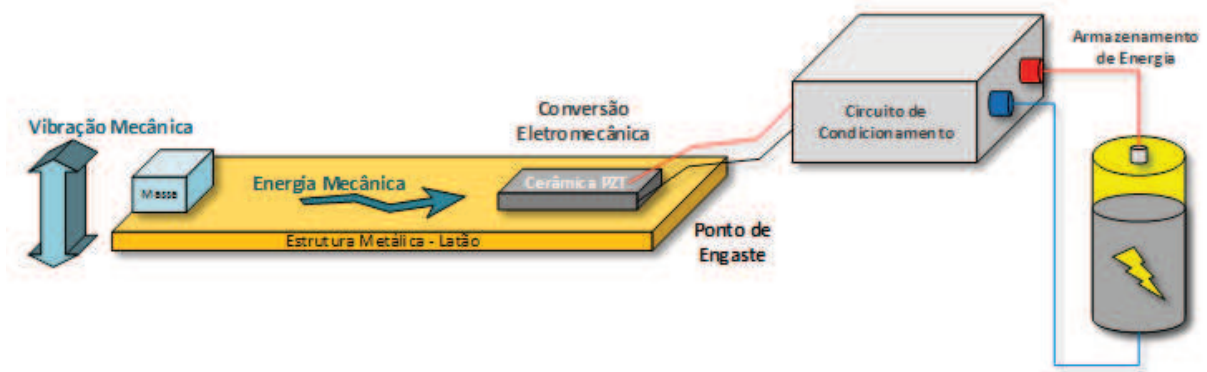 Armazenamento
de Energia
Vibração Mecânica
Conversão
Eletromecânica
Circuito de
Condicionamento
Massa
Energia Mecânica
Cerâmica PZT
Estrutura Metálica - Latão
Ponto de
Engaste